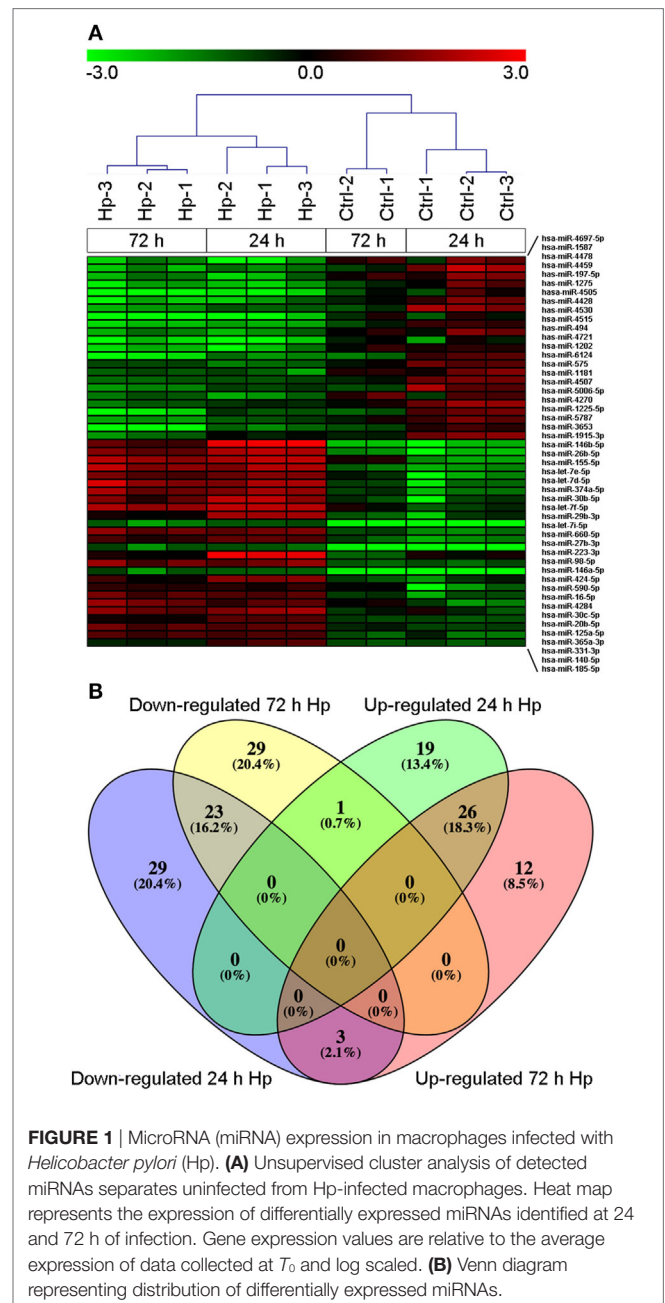 A
-3.0 0.0 3.0
Hp-3 Hp-2 Hp-1 Hp-2 Hp-1 Hp-3 Ctrl-2 Ctrl-1 Ctrl-1 Ctrl-2 Ctrl-3
72 h 24 h 72 h 24 h
hsa-miR-4697-5p
hsa-miR-1587
hsa-miR-4478
hsa-miR-4459
has-miR-197-5p
hsa-miR-1275
hasa-miR-4505
has-miR-4428
hsa-miR-4530
hsa-miR-4515
hsa-miR-494
hsa-miR-4721
hsa-miR-1202
hsa-miR-6124
hsa-miR-575
hsa-miR-1181
hsa-miR-4507
hsa-miR-5006-5p
hsa-miR-4270
hsa-miR-1225-5p
hsa-miR-5787
hsa-miR-3653
hsa-miR-1915-3p
hsa-miR-146b-5p
hsa-miR-26b-5p
hsa-miR-155-5p
hsa-let-7e-5p
hsa-let-7d-5p
hsa-miR-374a-5p
hsa-miR-30b-5p
hsa-let-7f-5p
hsa-miR-29b-3p
hsa-let-7i-5p
hsa-miR-660-5p
hsa-miR-27b-3p
hsa-miR-223-3p
hsa-miR-98-5p
hsa-miR-146a-5p
hsa-miR-424-5p
hsa-miR-590-5p
hsa-miR-16-5p
hsa-miR-4284
hsa-miR-30c-5p
hsa-miR-20b-5p
hsa-miR-125a-5p
hsa-miR-365a-3p
hsa-miR-331-3p
hsa-miR-140-5p
hsa-miR-185-5p
B
Down-regulated 72 h Hp Up-regulated 24 h Hp
29 19
(20.4%) (13.4%)
23 1 26
(16.2%) (0.7%) (18.3%)
29 12
(20.4%) (8.5%)
0 0
(0%) (0%)
0 0 0
(0%) (0%) (0%)
0 0
(0%) (0%)
3
(2.1%)
Down-regulated 24 h Hp Up-regulated 72 h Hp
FIGURE 1 | MicroRNA (miRNA) expression in macrophages infected with
Helicobacter pylori (Hp). (A) Unsupervised cluster analysis of detected
miRNAs separates uninfected from Hp-infected macrophages. Heat map
represents the expression of differentially expressed miRNAs identified at 24
and 72 h of infection. Gene expression values are relative to the average
expression of data collected at T0 and log scaled. (B) Venn diagram
representing distribution of differentially expressed miRNAs.